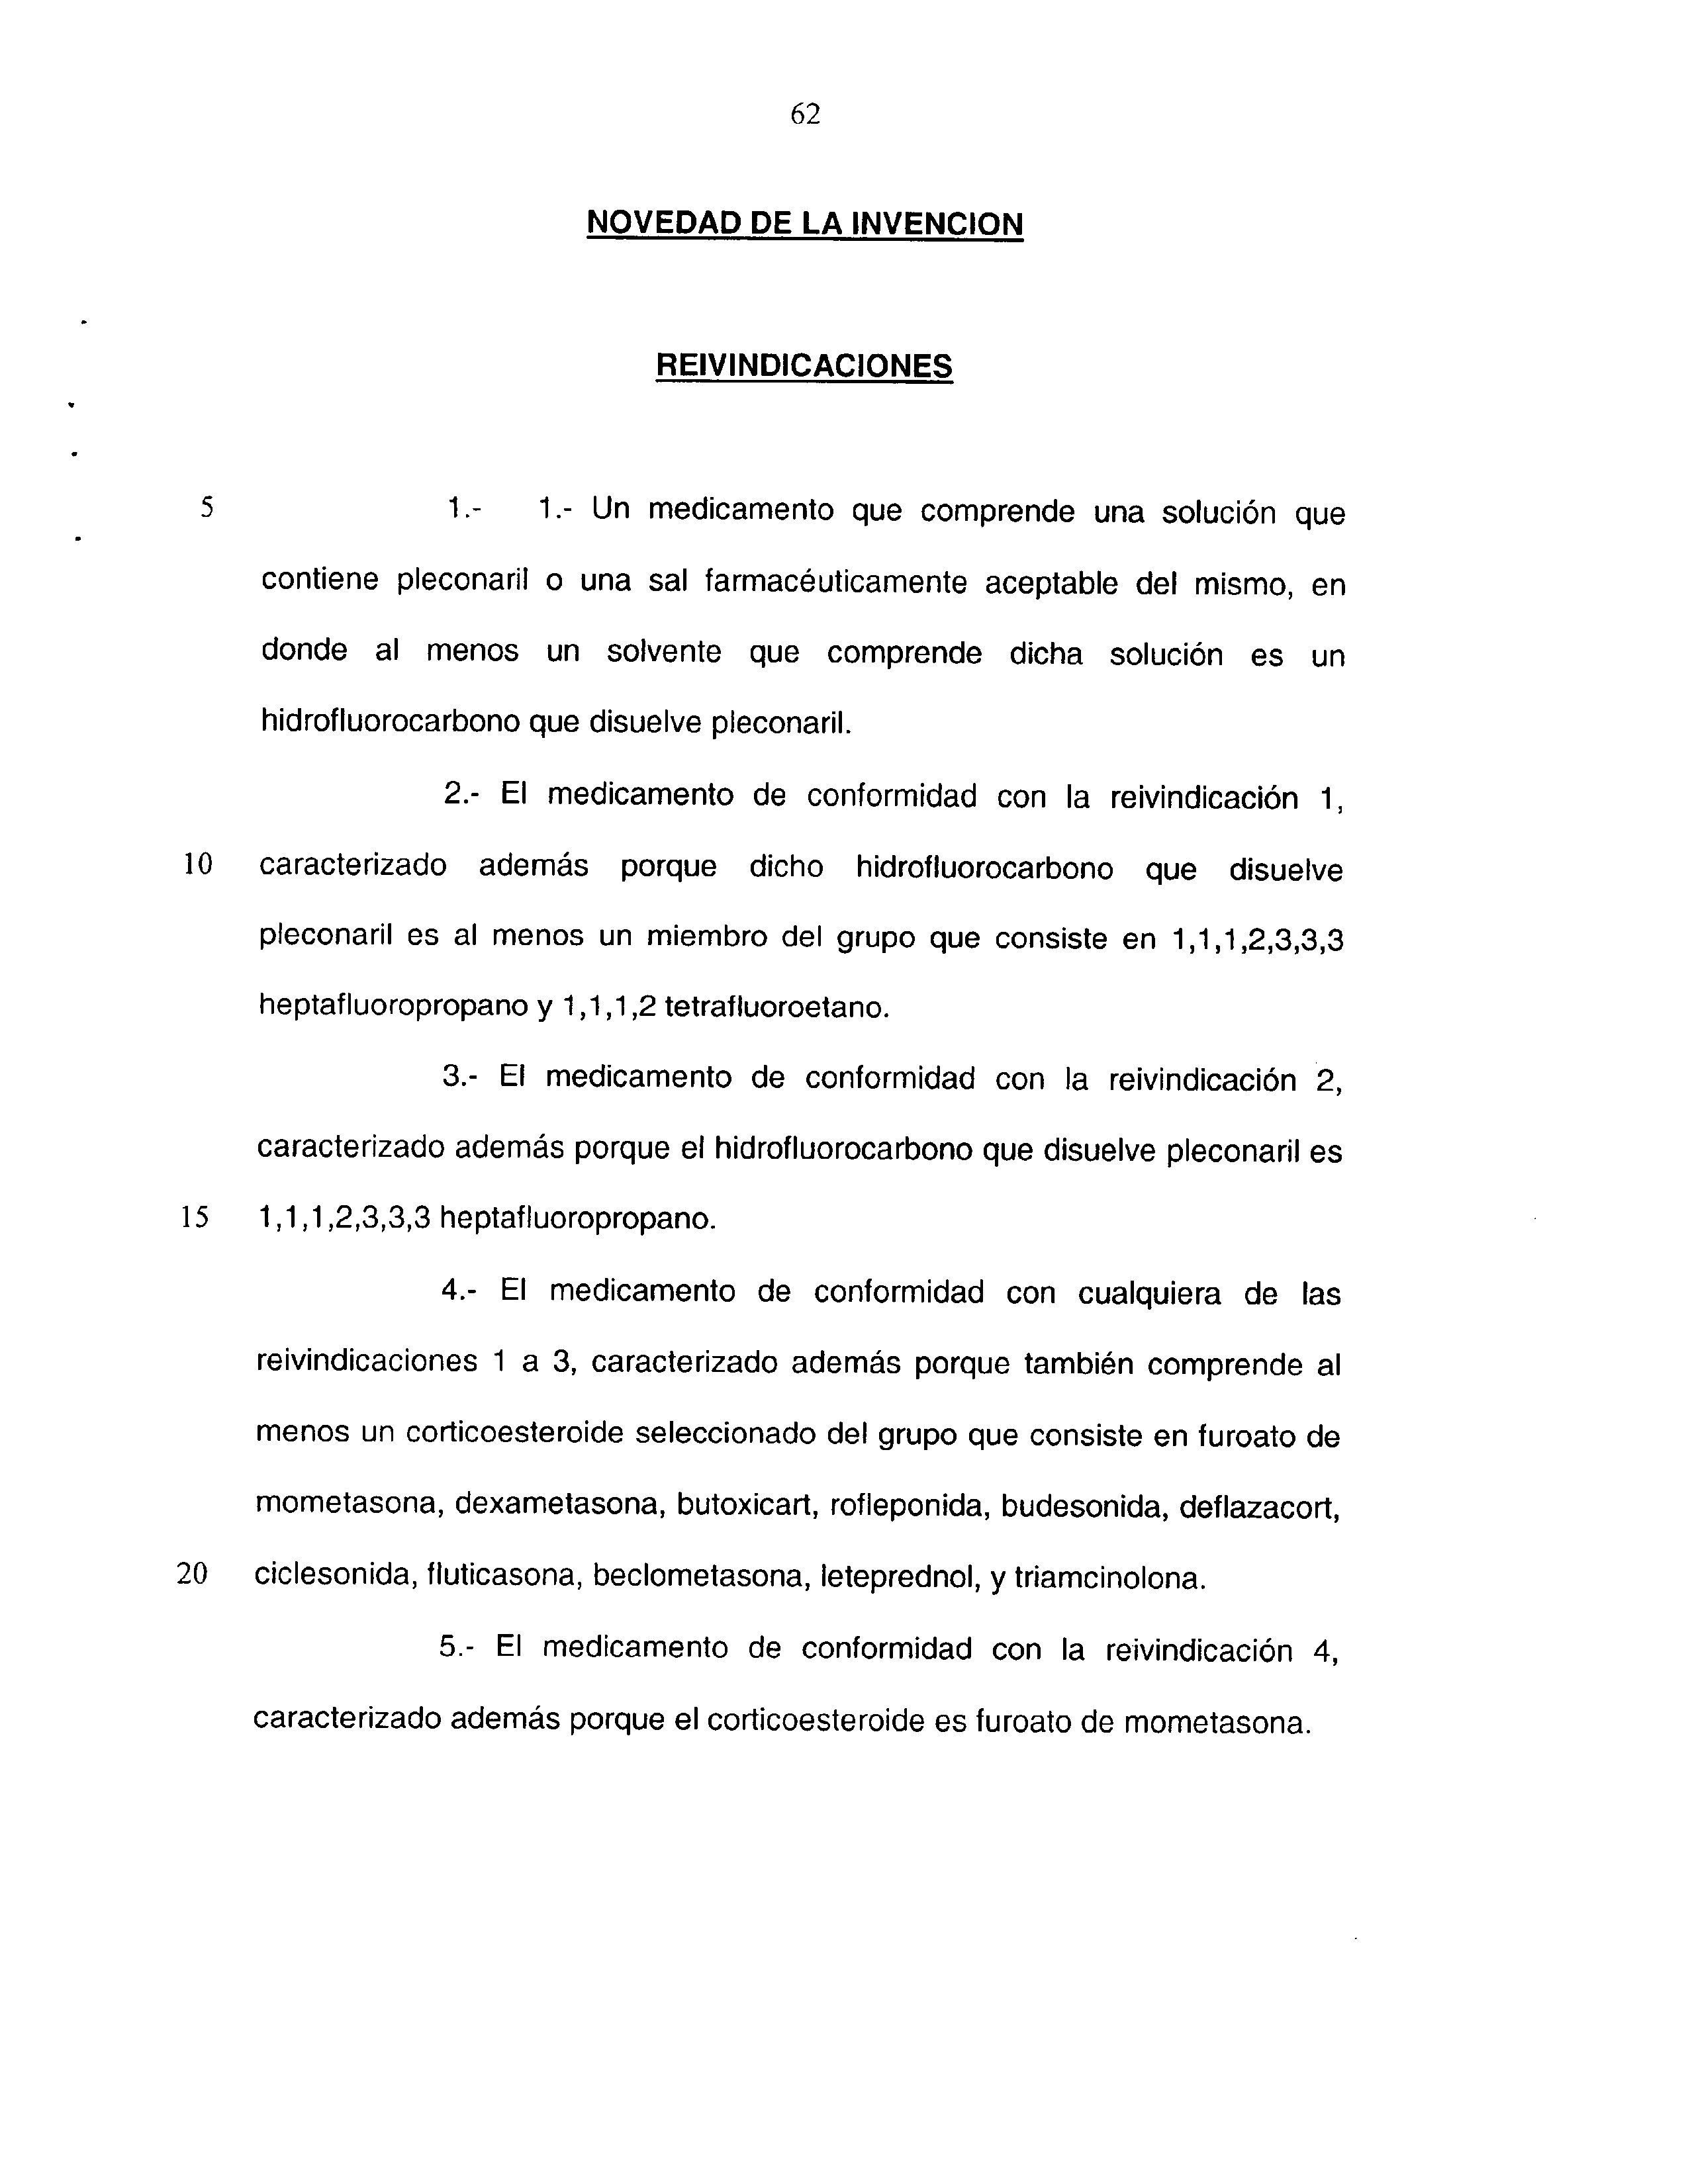 62
NOVEDAD DE LA INVENCION
REIVINDICACIONES
5 1.- 1.- Un medicamento que comprende una solución que
contiene pleconaril o una sal farmacéuticamente aceptable del mismo, en
donde al menos un solvente que comprende dicha solución es un
hidrofluorocarbono que disuelve pleconaril.
2.- El medicamento de conformidad con la reivindicación 1,
10 caracterizado además porque dicho hidrofluorocarbono que disuelve
pleconaril es al menos un miembro del grupo que consiste en 1,1,1,2,3,3,3
heptafluoropropano y 1,1,1,2 tetrafluoroetano.
3.- El medicamento de conformidad con la reivindicación 2,
caracterizado además porque el hidrofluorocarbono que disuelve pleconaril es
15 1,1,1,2,3,3,3 heptafluoropropano.
4.- El medicamento de conformidad con cualquiera de las
reivindicaciones 1 a 3, caracterizado además porque también comprende al
menos un corticoesteroide seleccionado del grupo que consiste en furoato de
mometasona, dexametasona, butoxicart, rofleponida, budesonida, deflazacort,
20 ciclesonida, fluticasona, beclometasona, leteprednol, y triamcinolona.
5.- El medicamento de conformidad con la reivindicación 4,
caracterizado además porque el corticoesteroide es furoato de mometasona.